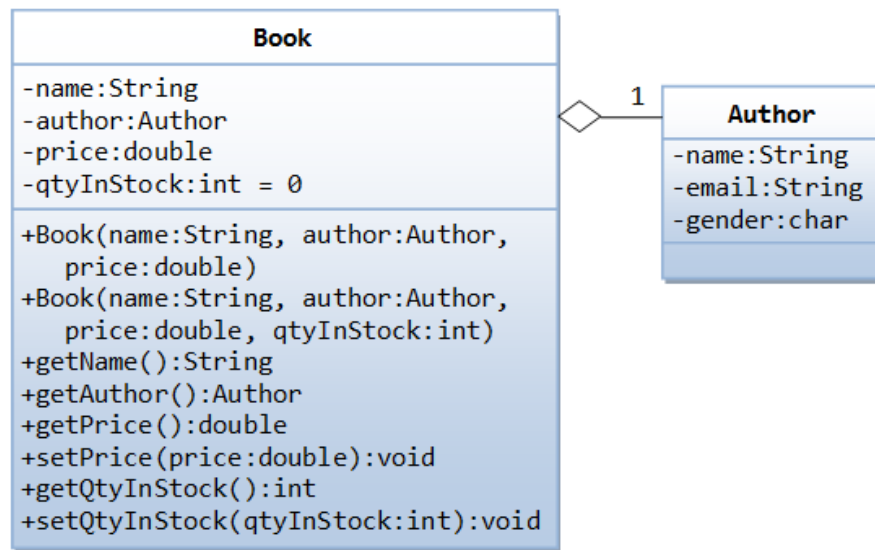 Book
-name:String
-author:Author
-price:double
-qtyInStock:int = 0
+Book(name:String, author:Author,
price:double)
+Book(name:String, author:Author,
price:double, qtyInStock:int)
+getName():String
+getAuthor():Author
+getPrice():double
+setPrice(price:double):void
+getQtyInStock():int
+setQtyInStock(qtyInStock:int):void
1
Author
-name:String
-email:String
-gender:char